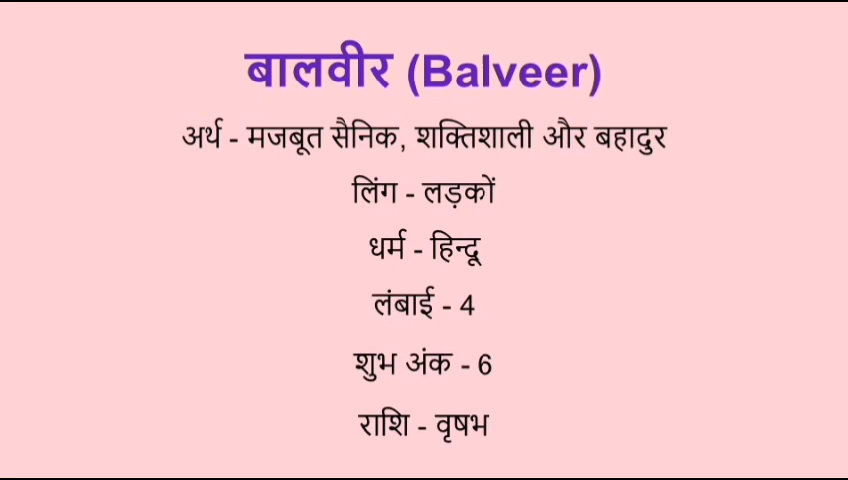 बालवीर (Balveer)
अर्थ - मजबूत सैनिक, शक्तिशाली और बहादुर
लिंग - लड़कों
धर्म - हिन्दू
लंबाई - 4
शुभ अंक - 6
राशि - वृषभ